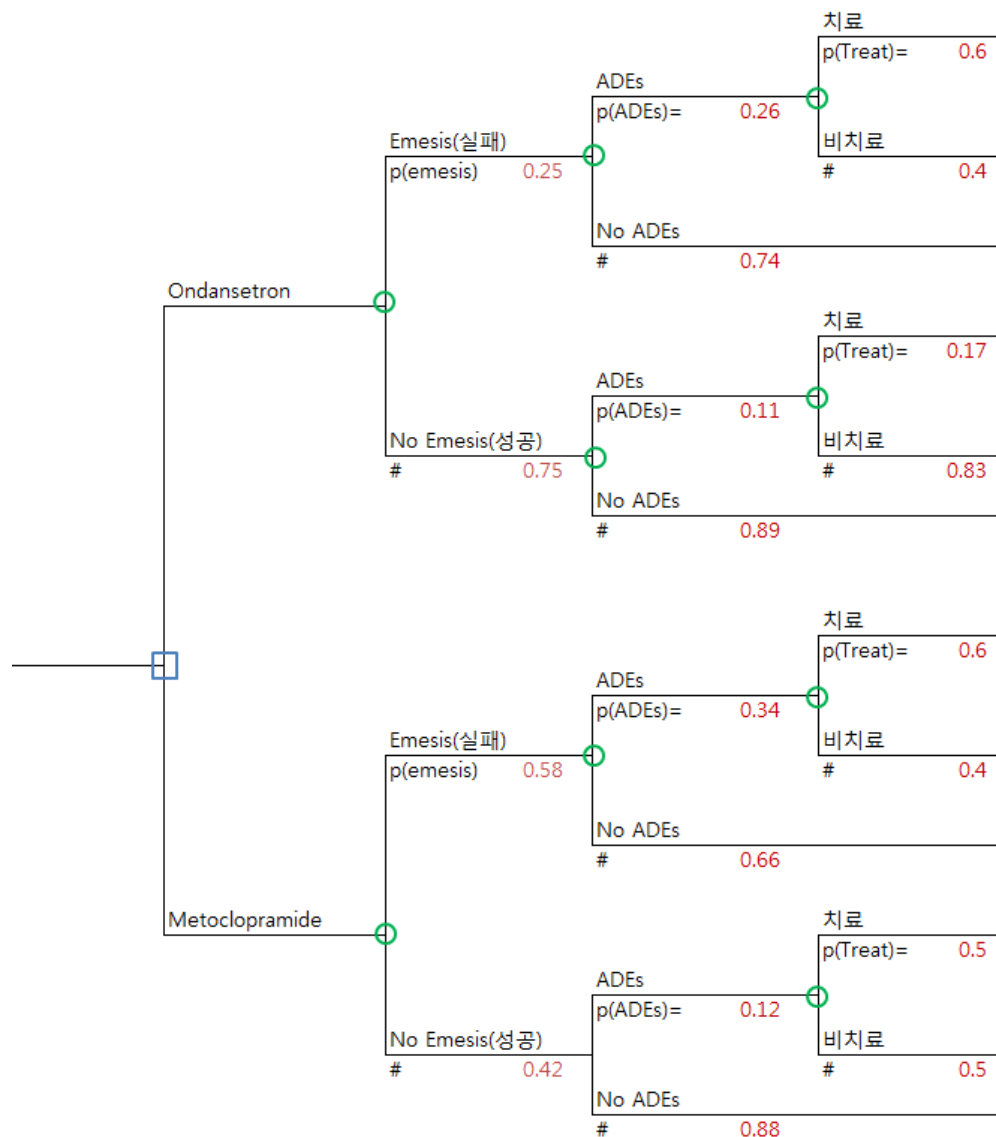 치료
p(Treat)= 0.6
ADEs
p(ADEs)= 0.26
Emesis(실패)
p(emesis) 0.25
비치료
# 0.4
No ADEs
# 0.74
Ondansetron
치료
p(Treat)= 0.17
ADEs
p(ADEs)= 0.11
No Emesis(성공)
# 0.75
비치료
# 0.83
No ADEs
# 0.89
치료
p(Treat)= 0.6
ADEs
p(ADEs)= 0.34
Emesis(실패)
p(emesis) 0.58
비치료
# 0.4
No ADEs
# 0.66
Metoclopramide
치료
p(Treat)= 0.5
ADEs
p(ADEs)= 0.12
No Emesis(성공)
# 0.42
비치료
# 0.5
No ADEs
# 0.88